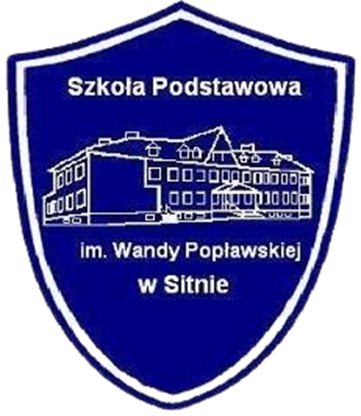 Szkoła Podstawowa
im. Wandy Popławskiej
w Sitnie